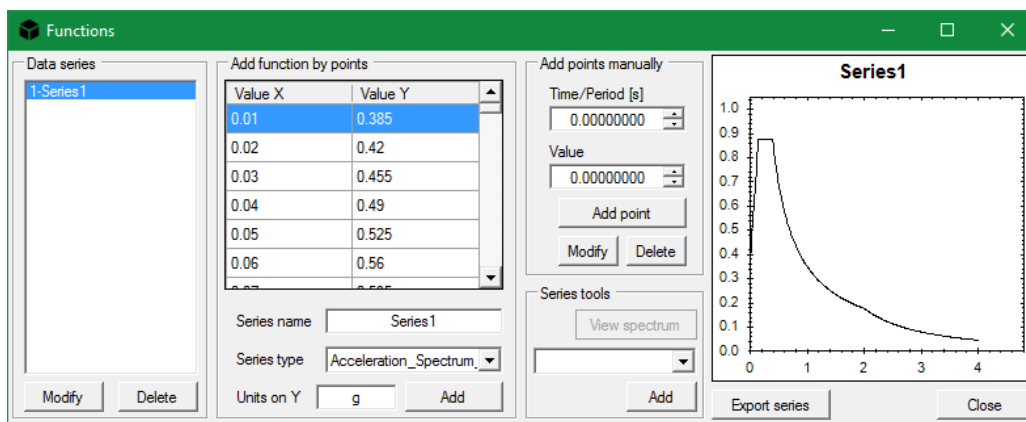 Functions
Data series
1-Series1
Modify
Delete
Add function by points
Value X Value Y
0.01 0.385
0.02 0.42
0.03 0.455
0.04 0.49
0.05 0.525
0.06 0.56
Series name Series1
Series type Acceleration_Spectrum_
Units on Y g Add
Add points manually
Time/Period [s]
0.00000000
Value
0.00000000
Add point
Modify Delete
Series tools
View spectrum
Add
Series1
1.0
0.9
0.8
0.7
0.6
0.5
0.4
0.3
0.2
0.1
0.0
0 1 2 3 4
Export series Close